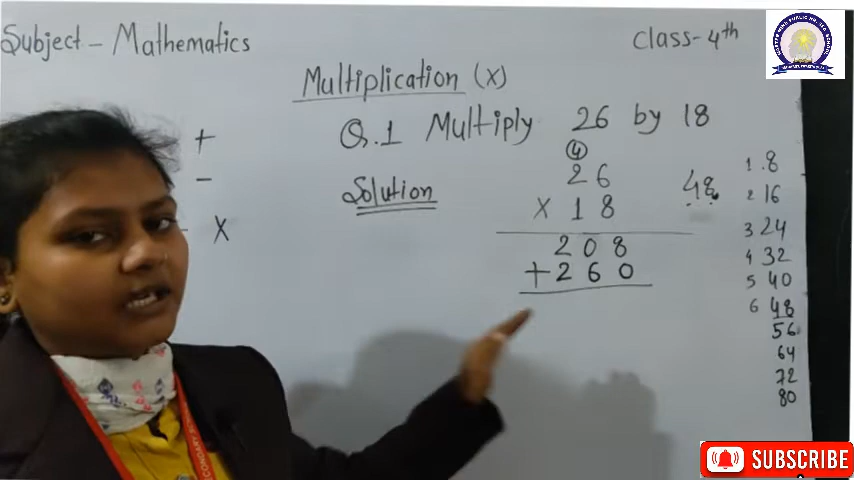 Subject - Mathematics
Class - 4th
Multiplication (×)
Q.1 Multiply 26 by 18
Solution
+
-
×
④
26
× 18
208
+260
48
1 . 8
2 16
3 24
4 32
5 40
6 48
56
64
72
80
SUBSCRIBE